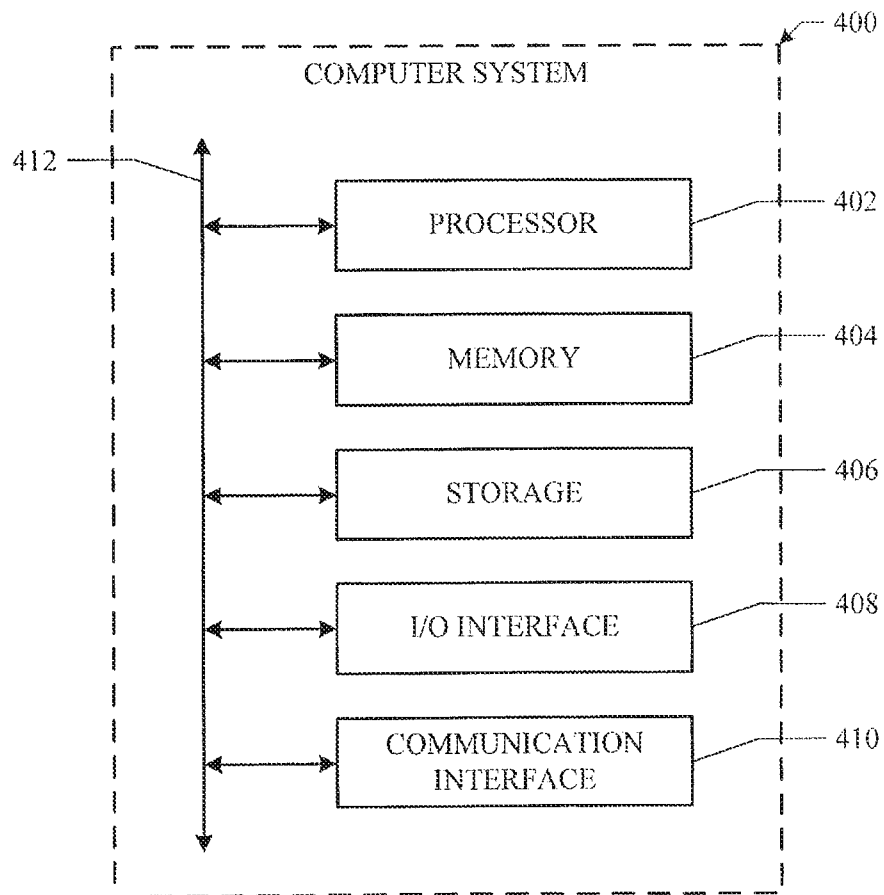 400
COMPUTER SYSTEM
412
PROCESSOR
402
MEMORY
404
STORAGE
406
I/O INTERFACE
408
COMMUNICATION
INTERFACE
410